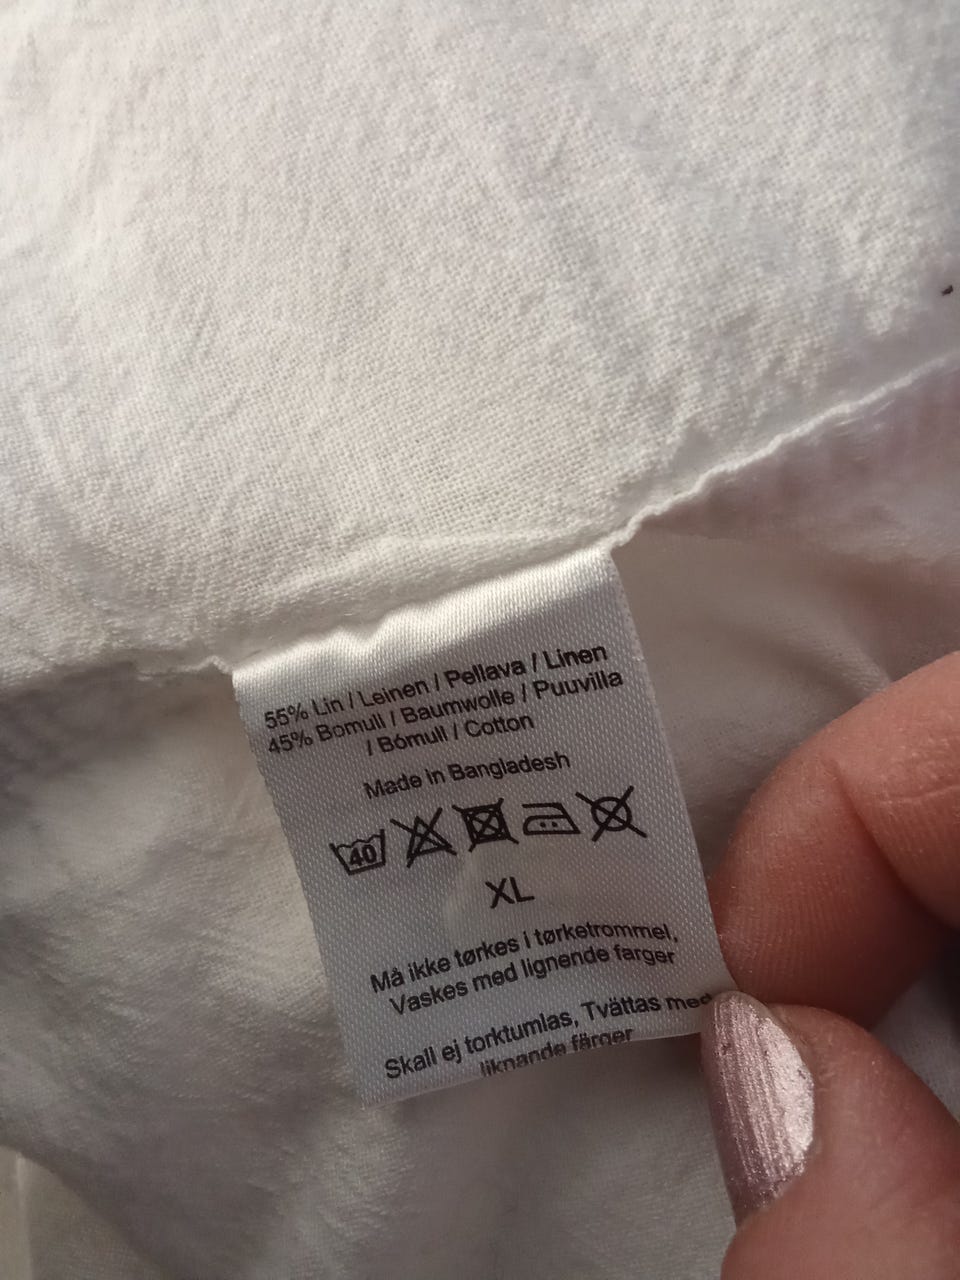 55% Lin / Leinen / Pellava / Linen
45% Bomull / Baumwolle / Puuvilla
/ Bómull / Cotton
Made in Bangladesh
40
XL
Må ikke tørkes i tørketrommel,
Vaskes med lignende farger
Skall ej torktumlas, Tvättas med
liknande färger